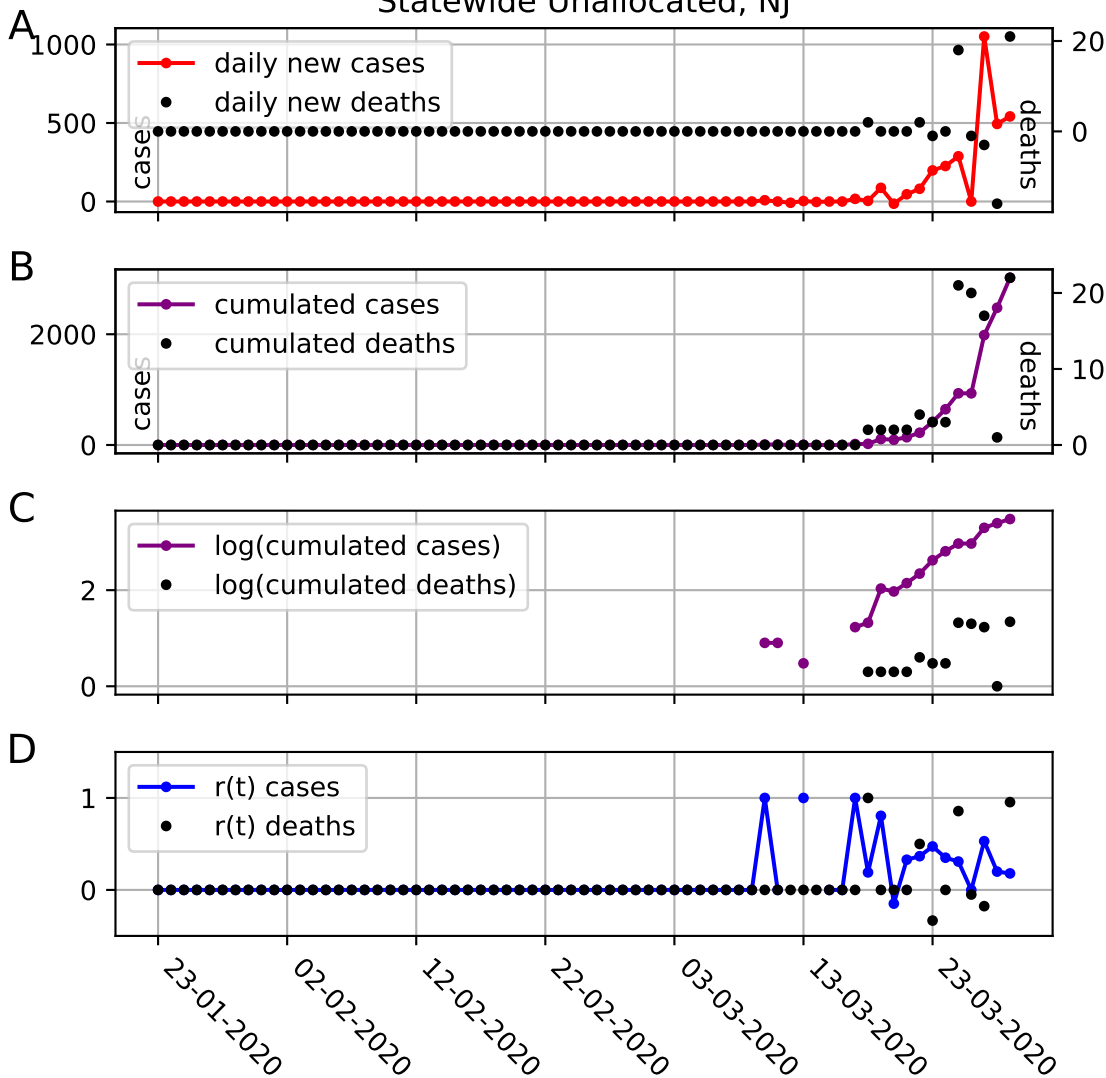 Statewide Unallocated, NJ
A
1000
500
0
cases
daily new cases
daily new deaths
20
0
deaths
B
2000
0
cases
cumulated cases
cumulated deaths
20
10
0
deaths
C
2
0
log(cumulated cases)
log(cumulated deaths)
D
1
0
r(t) cases
r(t) deaths
23-01-2020
02-02-2020
12-02-2020
22-02-2020
03-03-2020
13-03-2020
23-03-2020